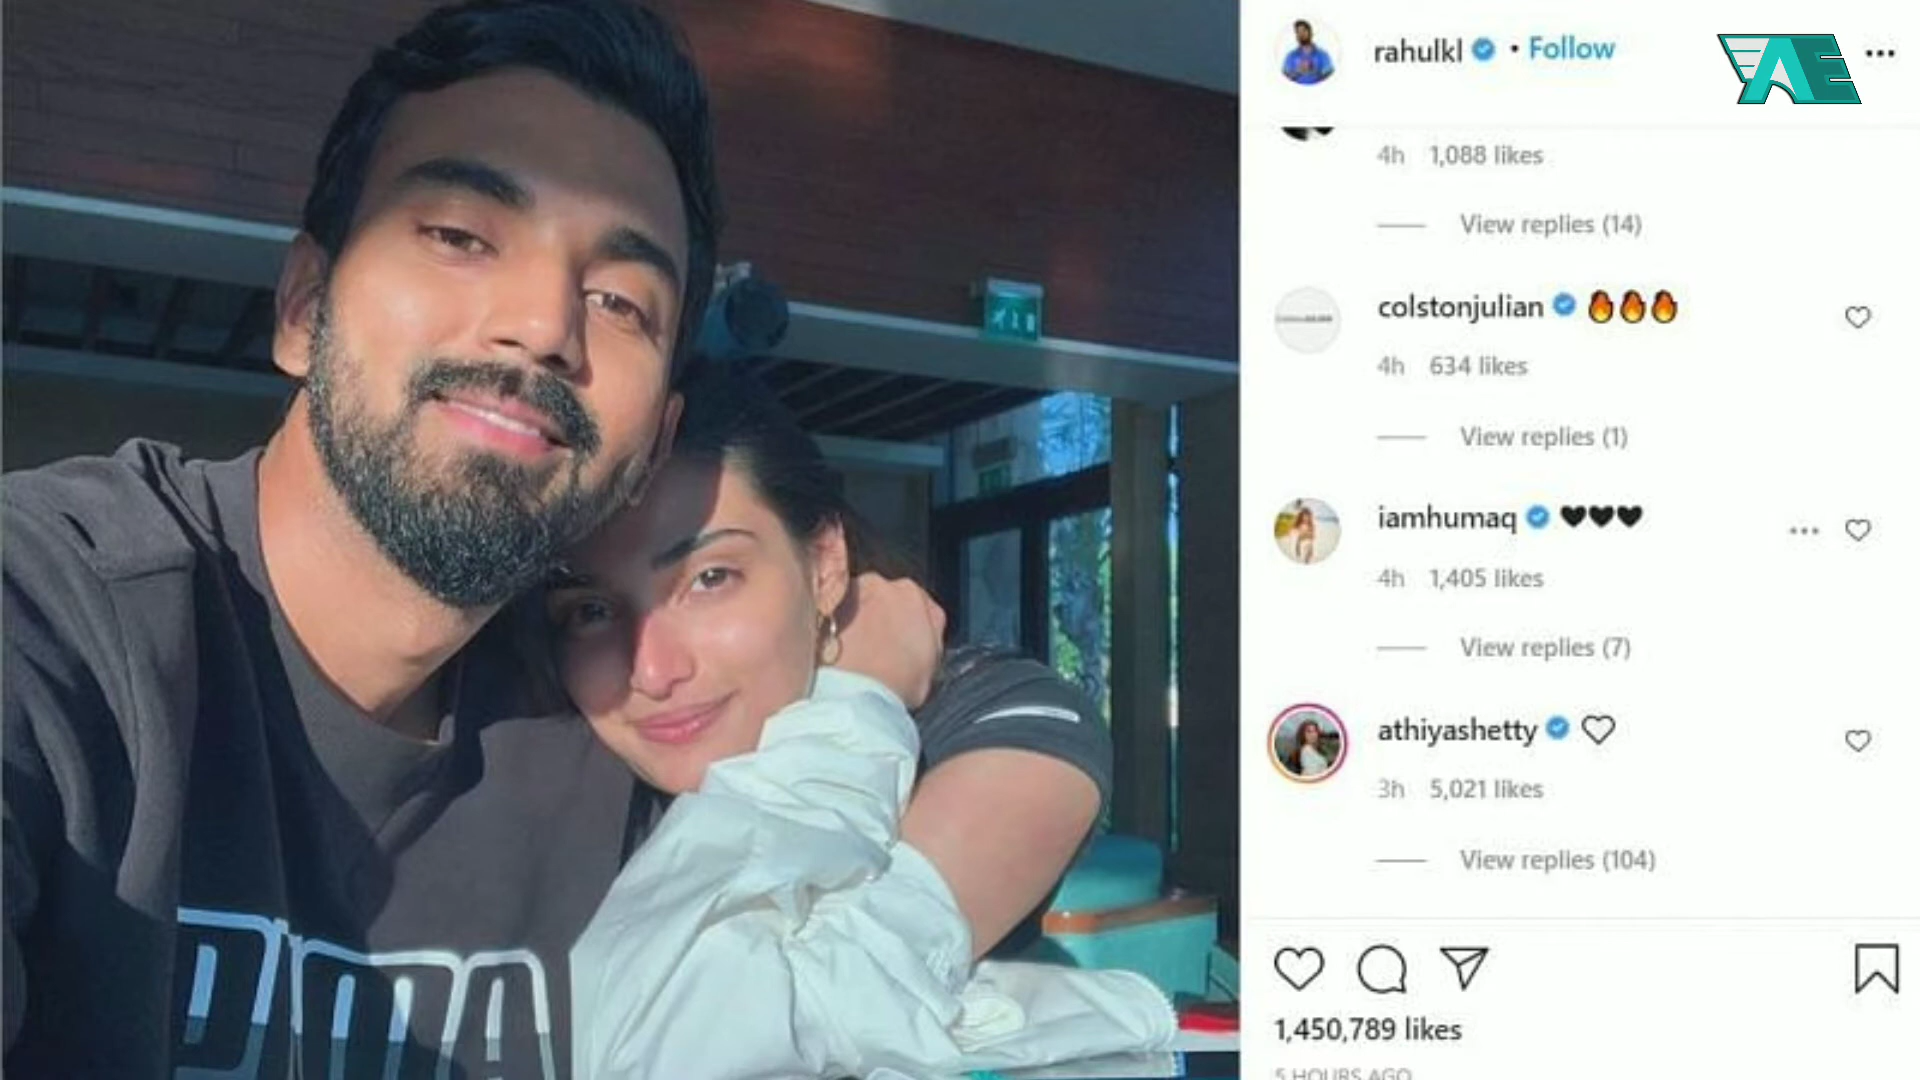 rahulkl • Follow
AE
4h 1,088 likes
View replies (14)
colstonjulian 🔥🔥🔥
4h 634 likes
View replies (1)
iamhumaq 🖤🖤🖤
4h 1,405 likes
View replies (7)
athiyashetty 🤍
3h 5,021 likes
View replies (104)
1,450,789 likes
5 HOURS AGO
PUMA